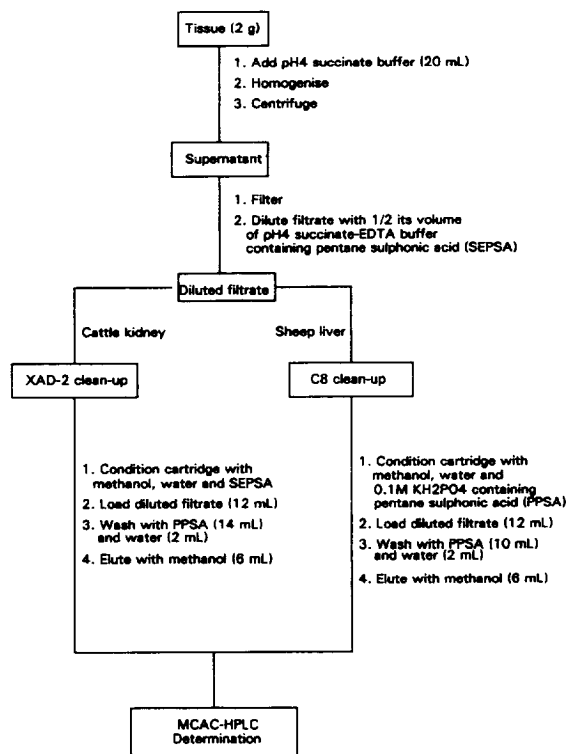 Tissue (2 g)
1. Add pH4 succinate buffer (20 mL)
2. Homogenise
3. Centrifuge
Supernatant
1. Filter
2. Dilute filtrate with 1/2 its volume
of pH4 succinate-EDTA buffer
containing pentane sulphonic acid (SEPSA)
Diluted filtrate
Cattle kidney
Sheep liver
XAD-2 clean-up
C8 clean-up
1. Condition cartridge with
methanol, water and SEPSA
2. Load diluted filtrate (12 mL)
3. Wash with PPSA (14 mL)
and water (2 mL)
4. Elute with methanol (6 mL)
1. Condition cartridge with
methanol, water and
0.1M KH2PO4 containing
pentane sulphonic acid (PPSA)
2. Load diluted filtrate (12 mL)
3. Wash with PPSA (10 mL)
and water (2 mL)
4. Elute with methanol (6 mL)
MCAC-HPLC
Determination